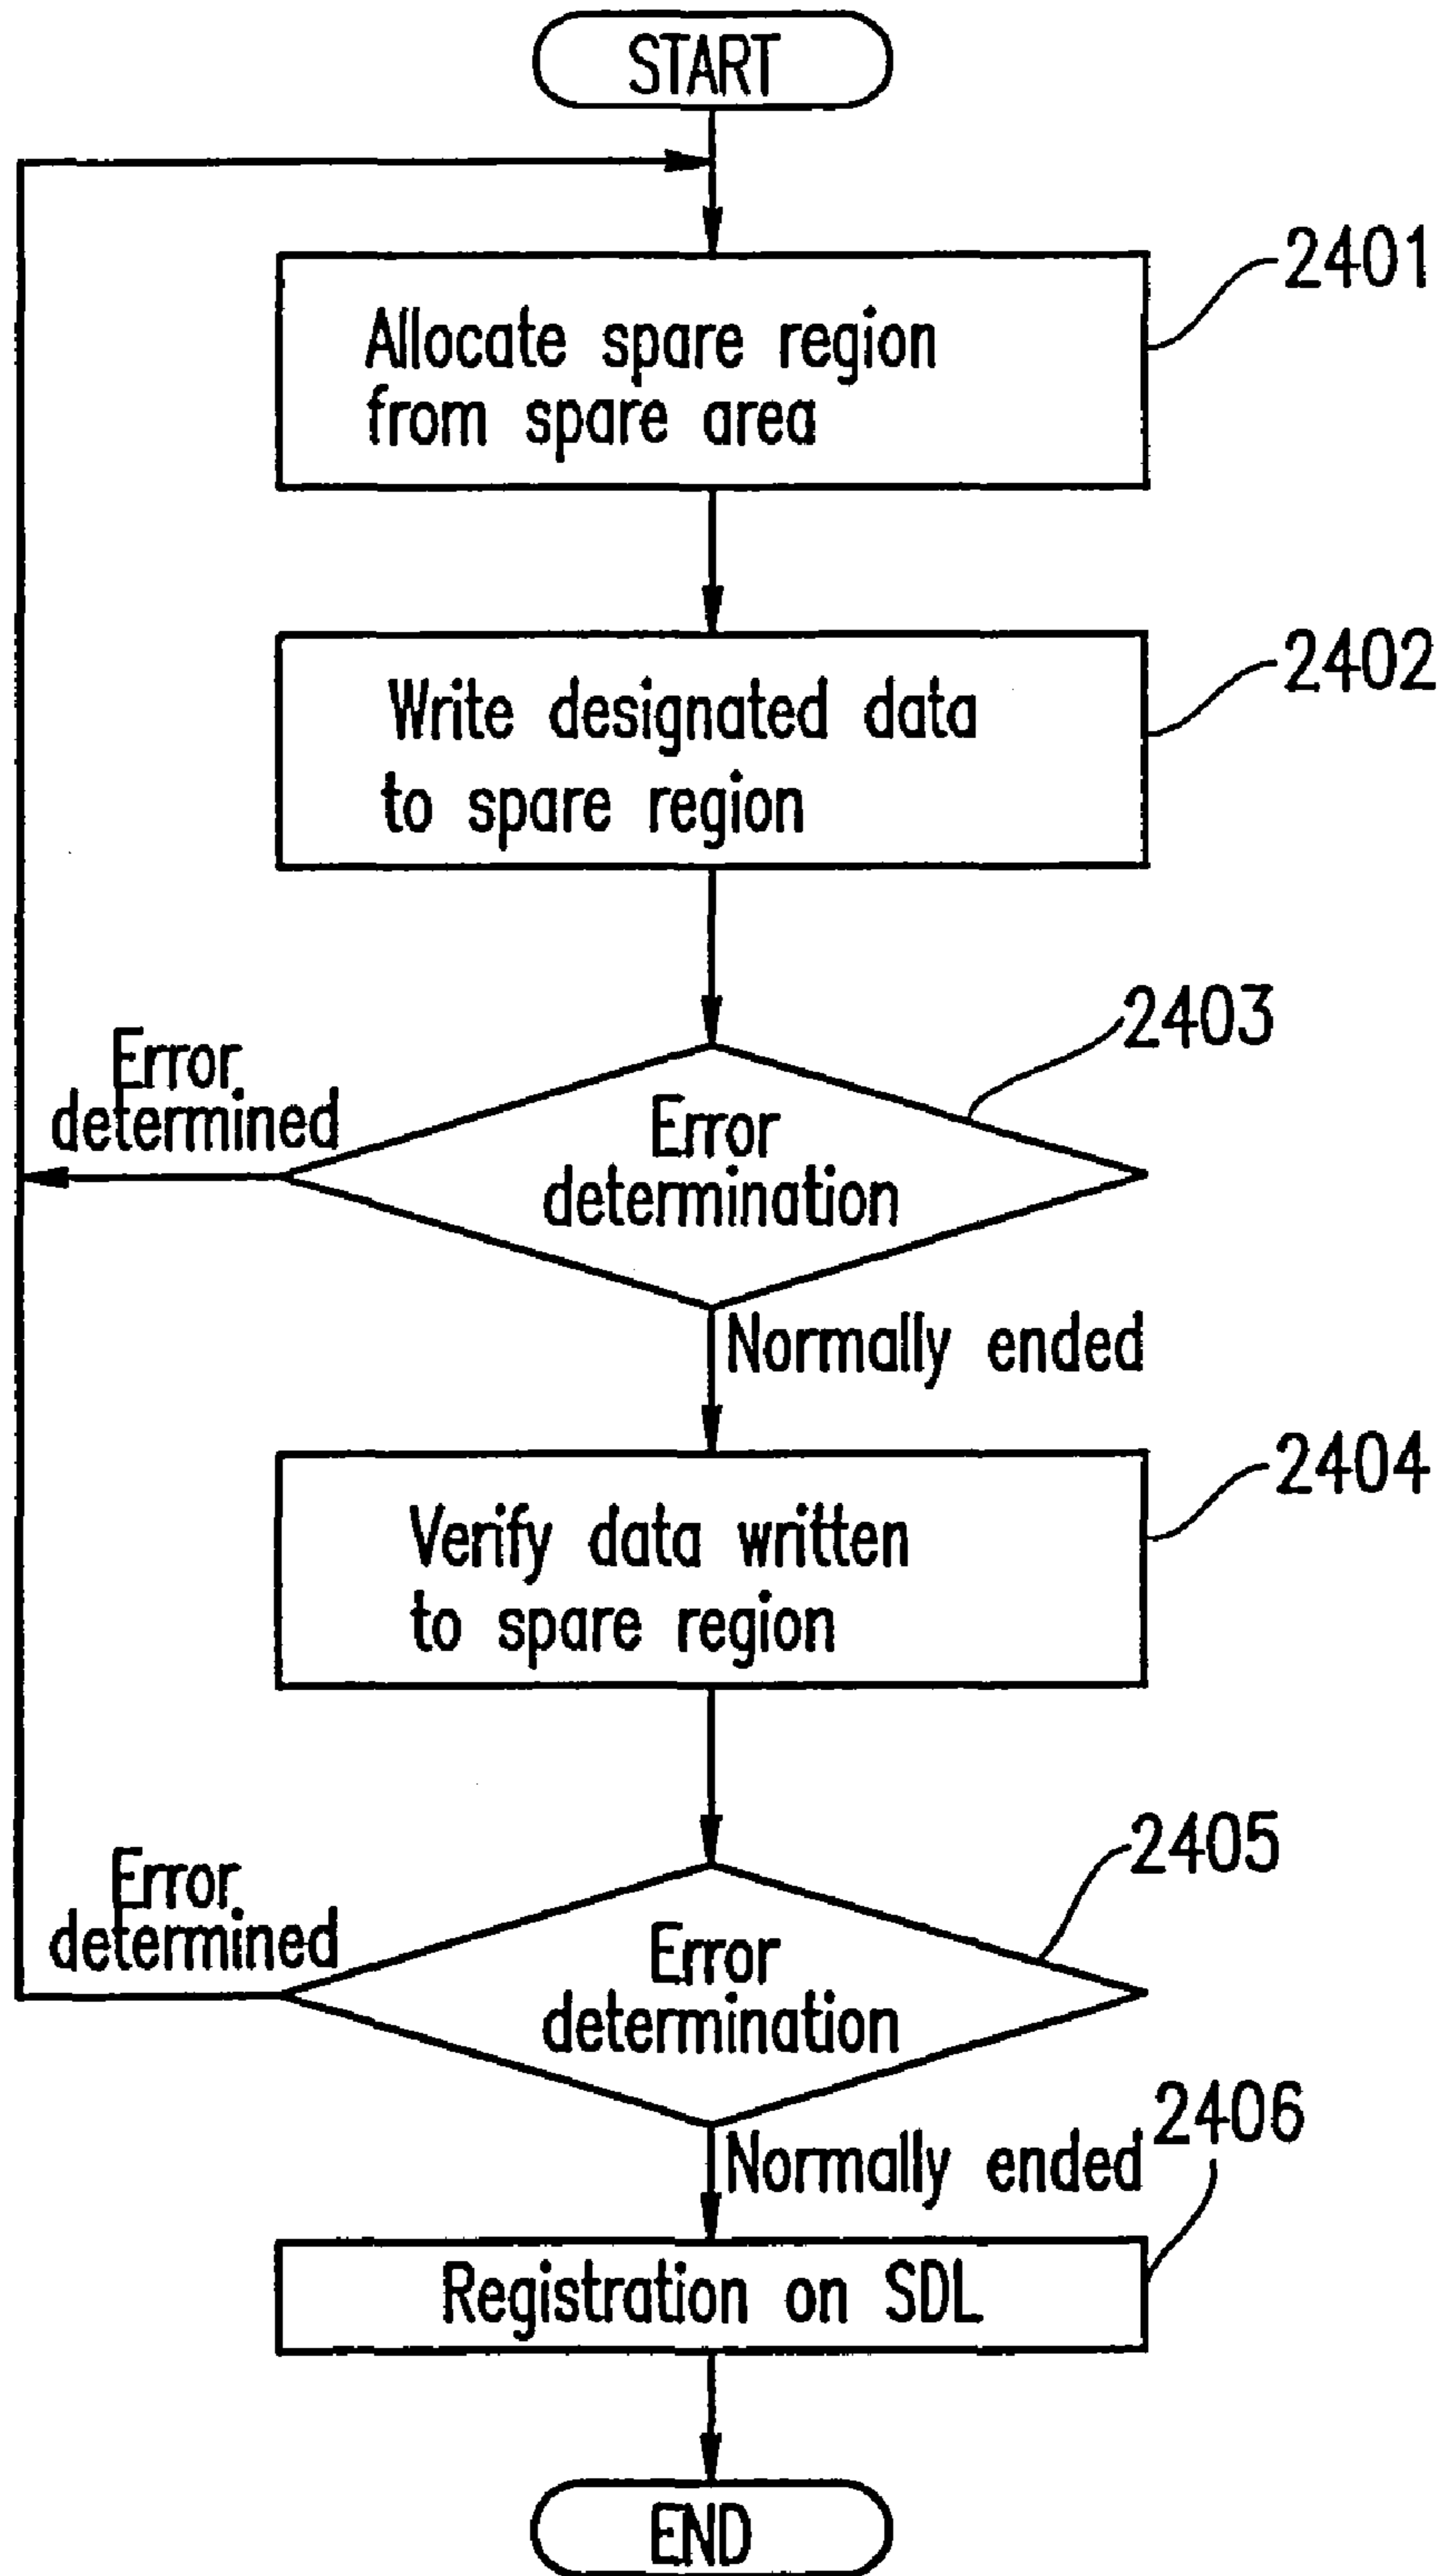 START
2401
Allocate spare region
from spare area
2402
Write designated data
to spare region
2403
Error
determined
Error
determination
Normally ended
2404
Verify data written
to spare region
2405
Error
determined
Error
determination
2406
Normally ended
Registration on SDL
END